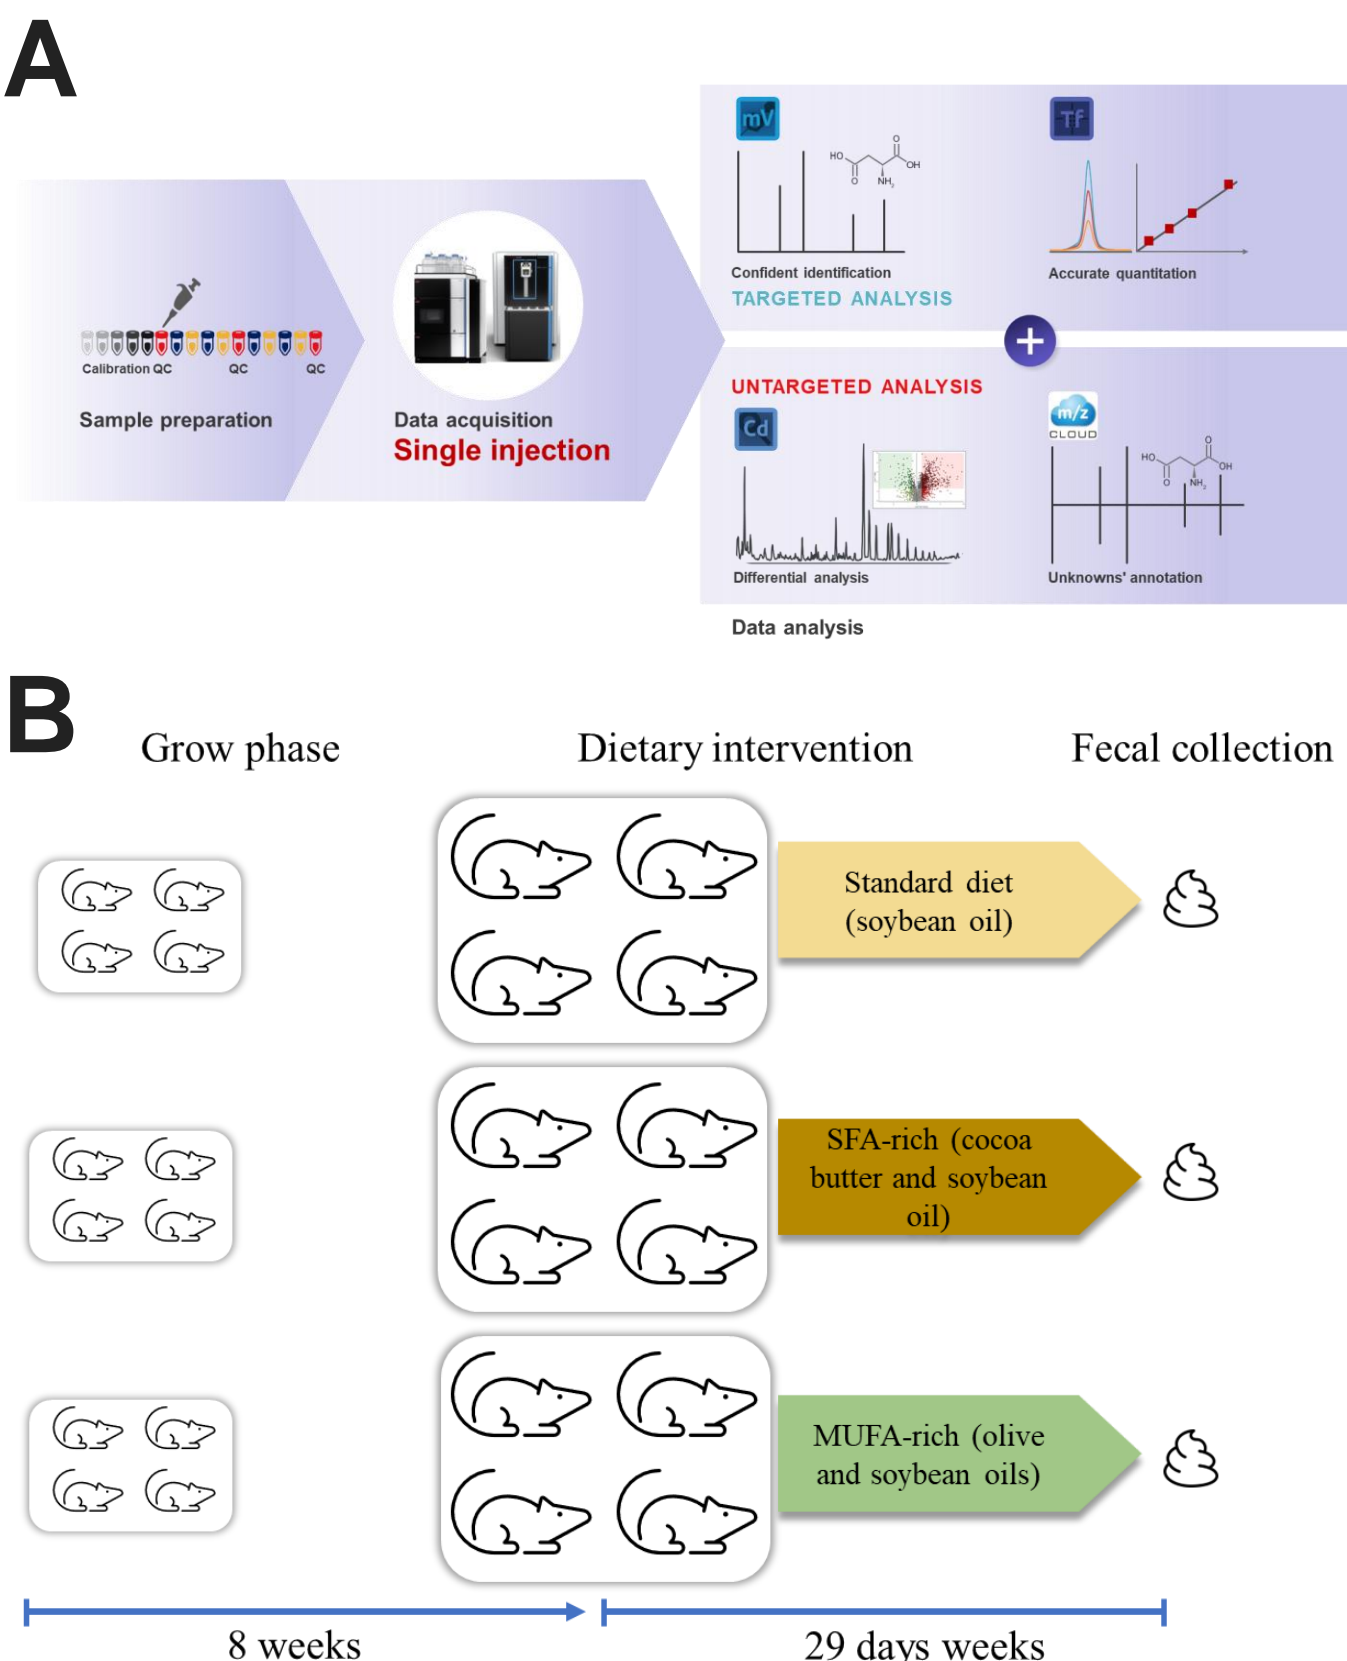 A
mV
Tf
HO
O
O
OH
NH2
Confident identification
Accurate quantitation
TARGETED ANALYSIS
Calibration QC
QC
QC
Sample preparation
Data acquisition
Single injection
UNTARGETED ANALYSIS
Cd
m/z
CLOUD
HO
O
O
OH
NH2
Differential analysis
Unknowns' annotation
Data analysis
B
Grow phase
Dietary intervention
Fecal collection
Standard diet
(soybean oil)
SFA-rich (cocoa
butter and soybean
oil)
MUFA-rich (olive
and soybean oils)
8 weeks
29 days weeks